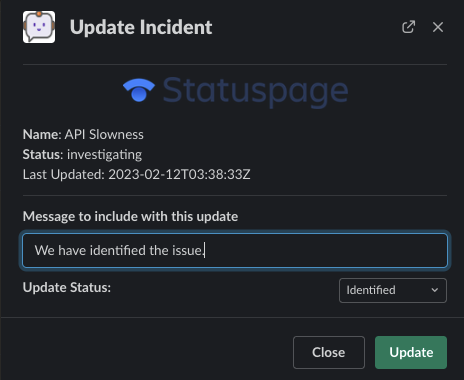 Update Incident
Statuspage
Name: API Slowness
Status: investigating
Last Updated: 2023-02-12T03:38:33Z
Message to include with this update
We have identified the issue.
Update Status:
Identified
Close
Update